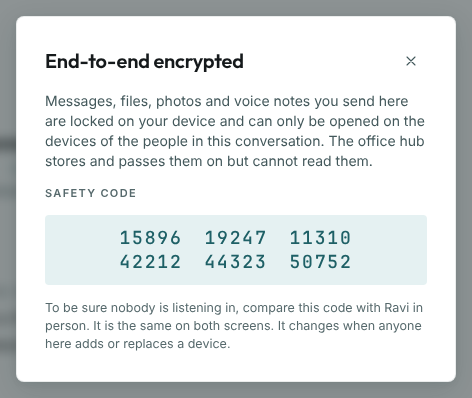 End-to-end encrypted
Messages, files, photos and voice notes you send here
are locked on your device and can only be opened on the
devices of the people in this conversation. The office hub
stores and passes them on but cannot read them.
SAFETY CODE
15896 19247 11310
42212 44323 50752
To be sure nobody is listening in, compare this code with Ravi in
person. It is the same on both screens. It changes when anyone
here adds or replaces a device.